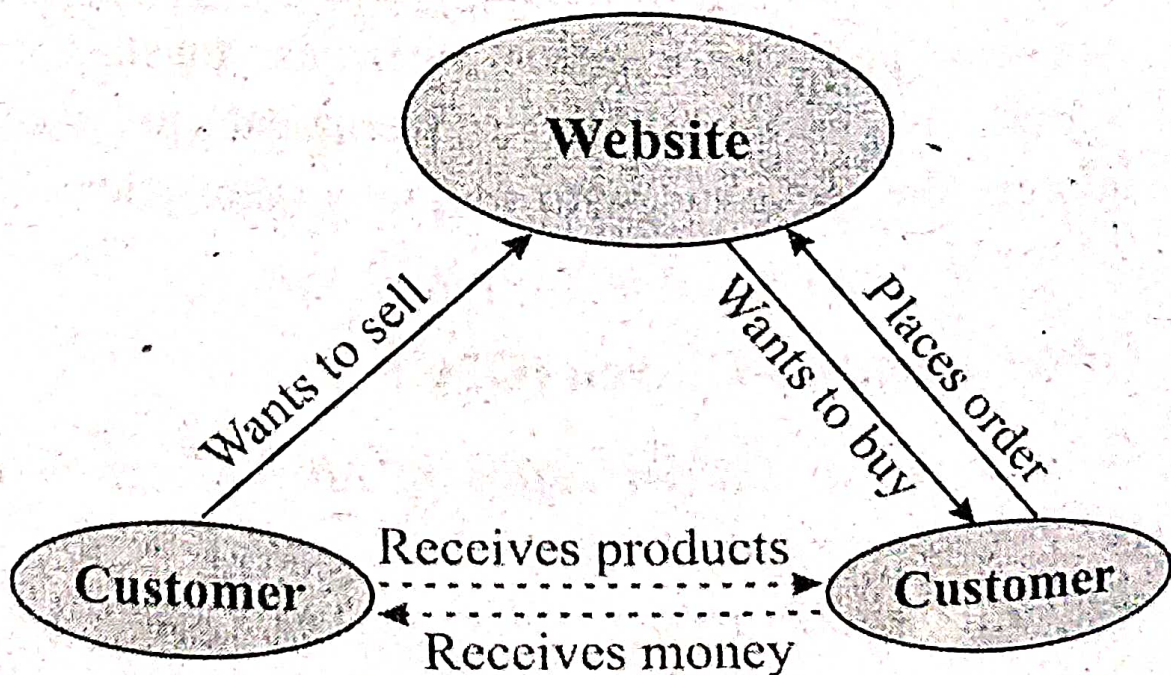 Website
Wants to sell
Wants to buy
Places order
Customer
Receives products
Customer
Receives money